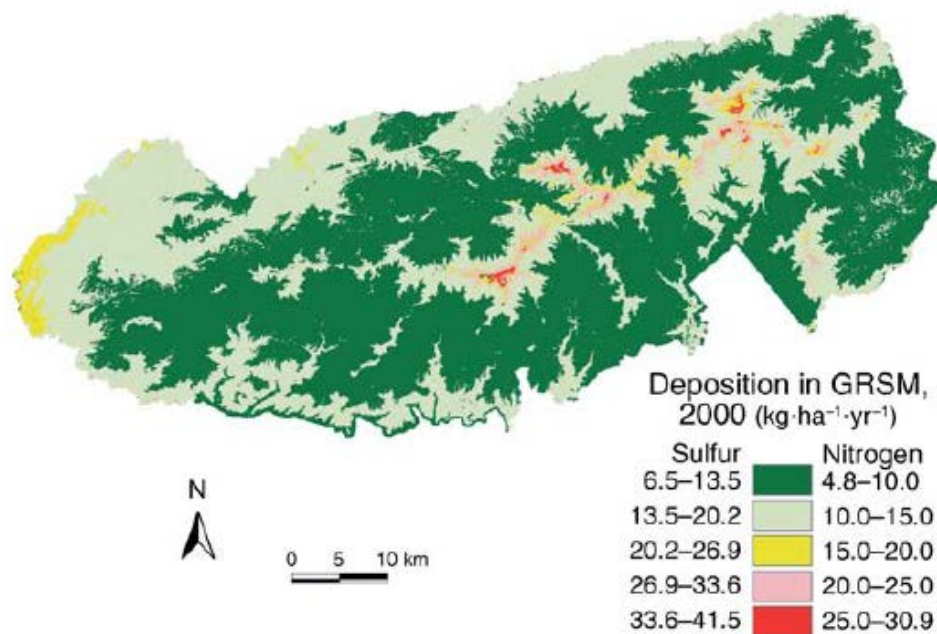 N
0 5 10 km
Deposition in GRSM,
2000 (kg·ha⁻¹·yr⁻¹)
Sulfur Nitrogen
6.5–13.5 4.8–10.0
13.5–20.2 10.0–15.0
20.2–26.9 15.0–20.0
26.9–33.6 20.0–25.0
33.6–41.5 25.0–30.9